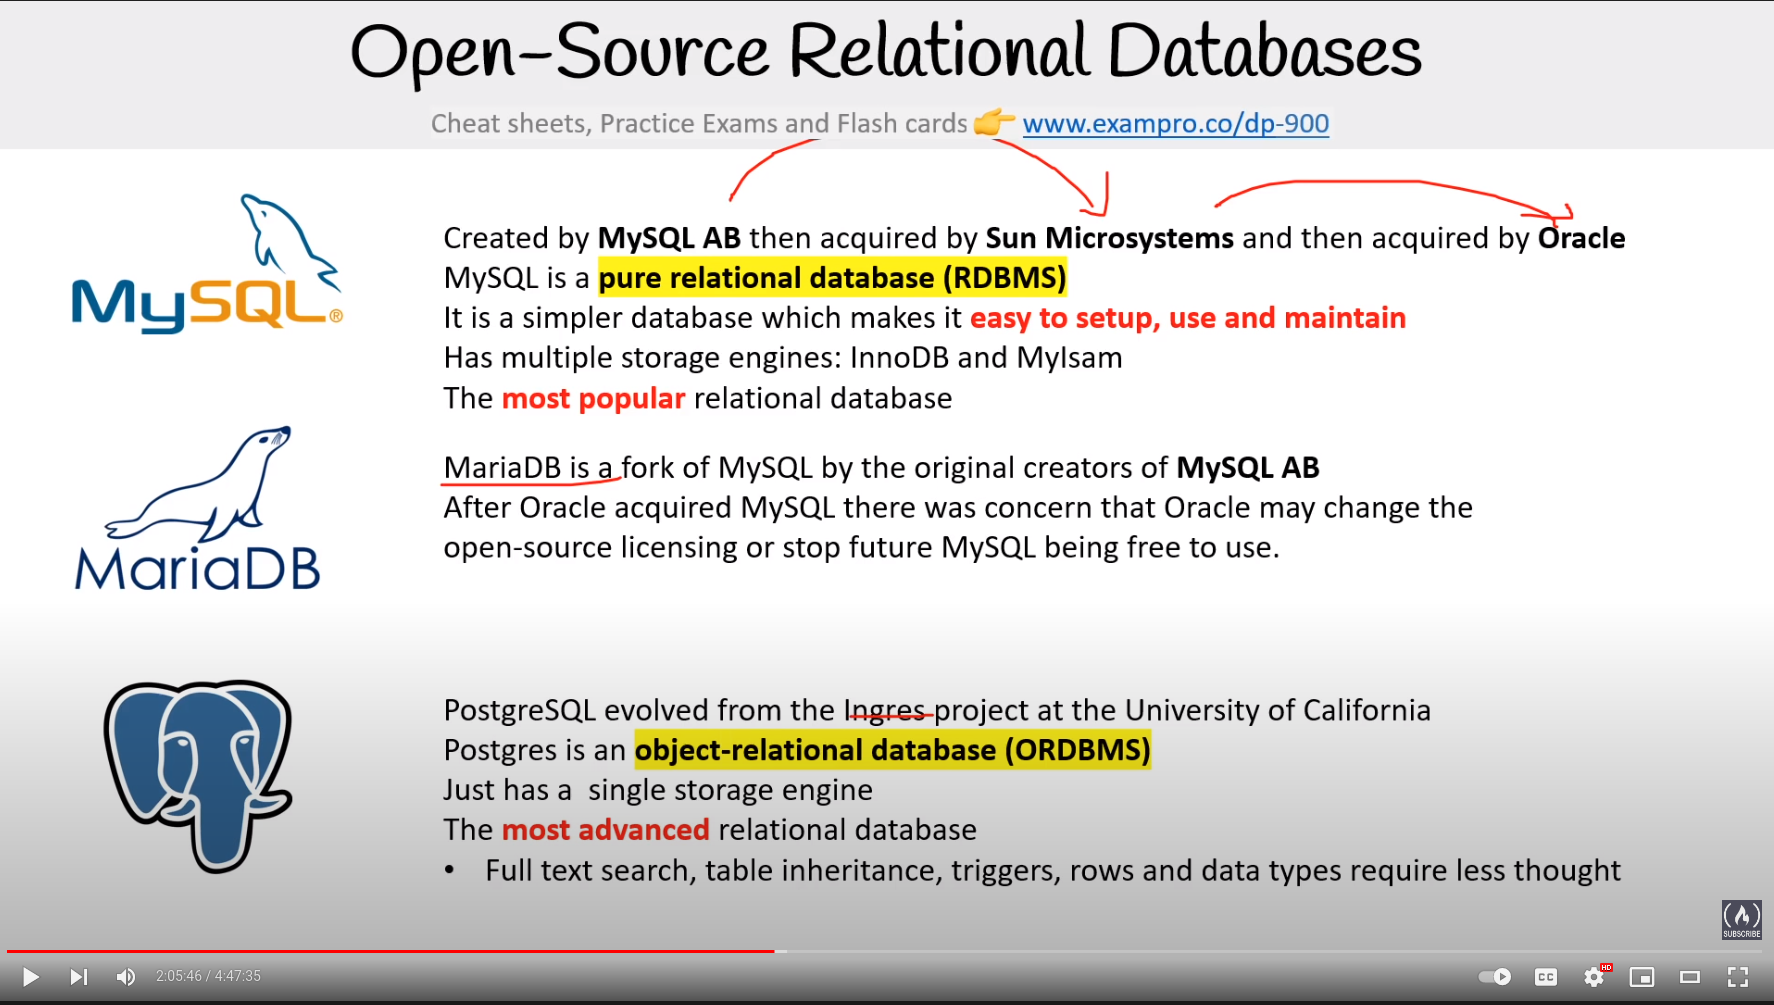 Open-Source Relational Databases
Cheat sheets, Practice Exams and Flash cards 👉 www.exampro.co/dp-900
MySQL®
Created by MySQL AB then acquired by Sun Microsystems and then acquired by Oracle
MySQL is a pure relational database (RDBMS)
It is a simpler database which makes it easy to setup, use and maintain
Has multiple storage engines: InnoDB and MyIsam
The most popular relational database
MariaDB
MariaDB is a fork of MySQL by the original creators of MySQL AB
After Oracle acquired MySQL there was concern that Oracle may change the
open-source licensing or stop future MySQL being free to use.
PostgreSQL evolved from the Ingres project at the University of California
Postgres is an object-relational database (ORDBMS)
Just has a single storage engine
The most advanced relational database
• Full text search, table inheritance, triggers, rows and data types require less thought
SUBSCRIBE
2:05:46 / 4:47:35
CC
HD